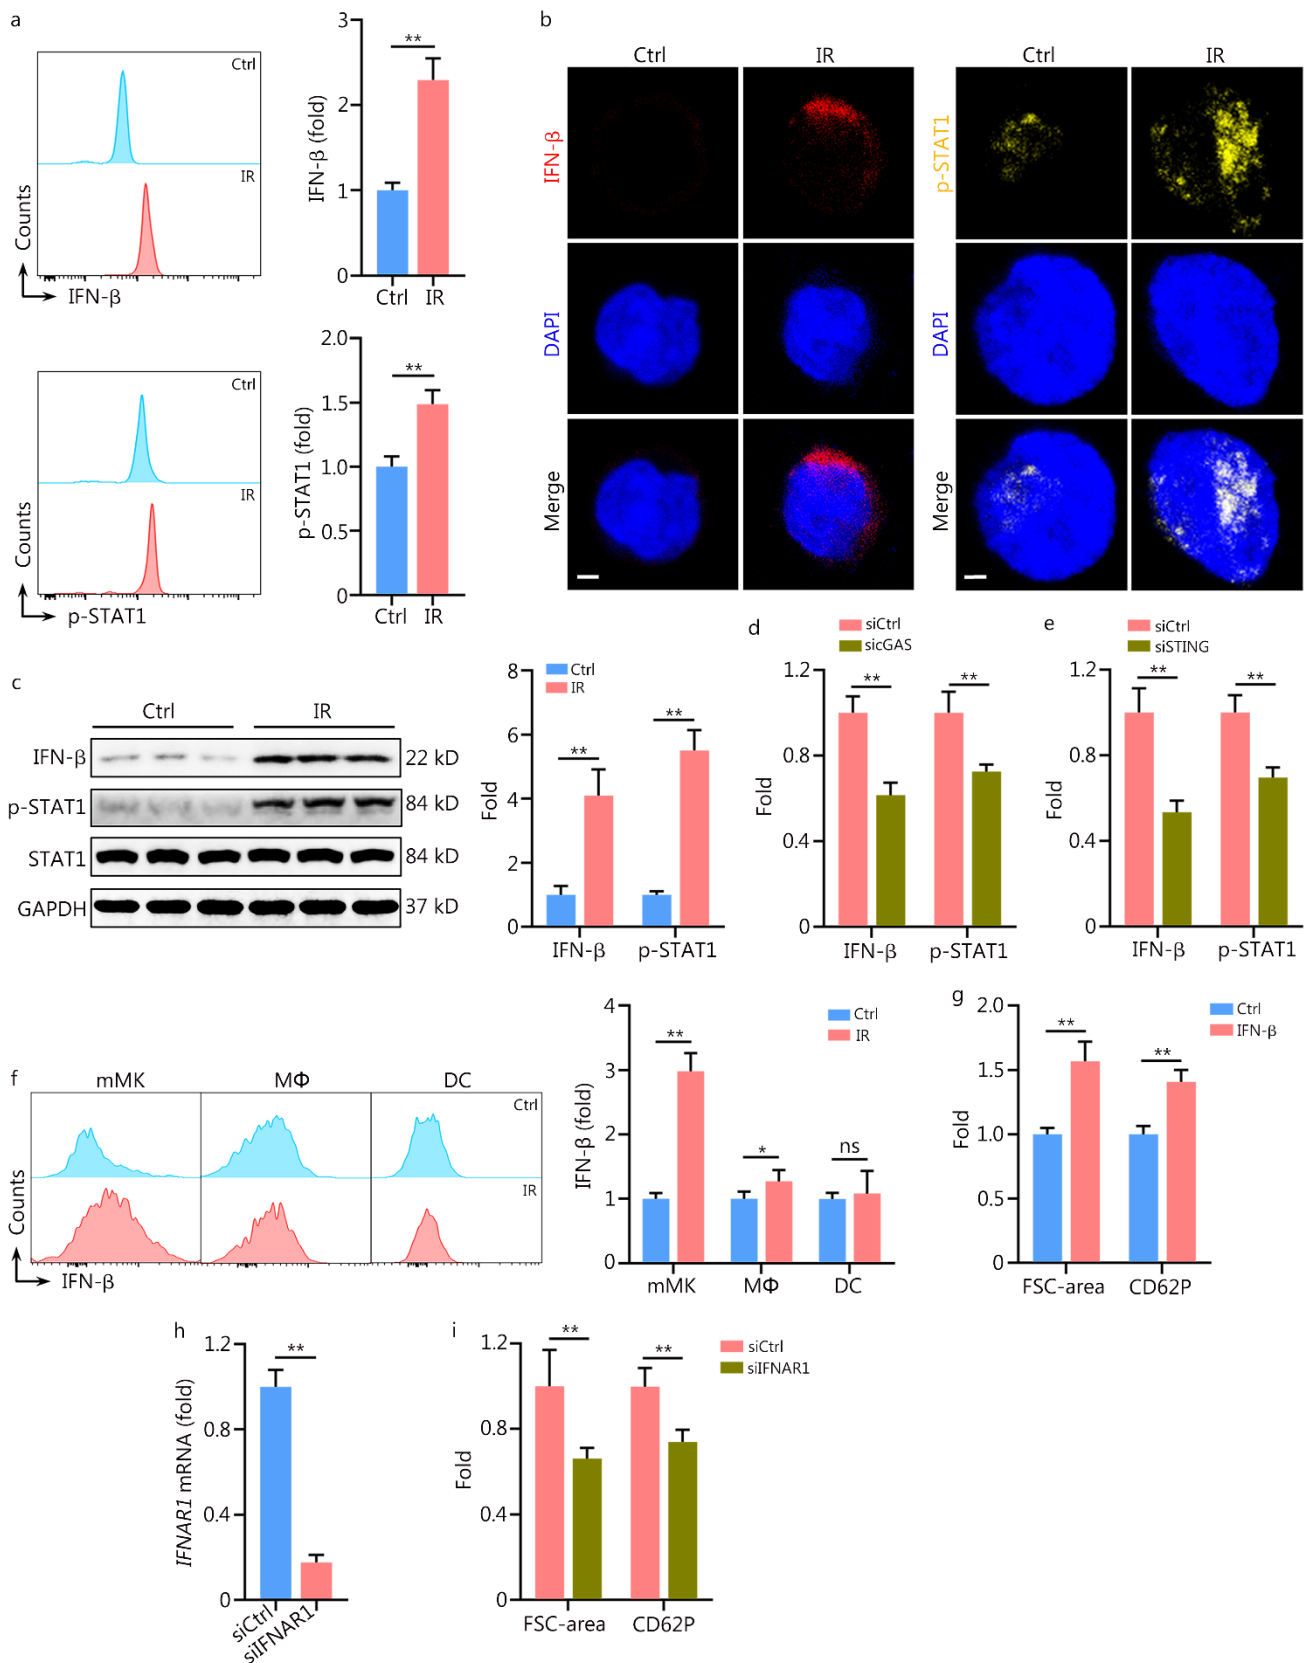 a
Ctrl
IR
Counts
IFN-β
3
2
1
0
IFN-β (fold)
**
Ctrl
IR
Ctrl
IR
Counts
p-STAT1
2.0
1.5
1.0
0.5
0
p-STAT1 (fold)
**
Ctrl
IR
b
Ctrl
IR
Ctrl
IR
IFN-β
DAPI
Merge
p-STAT1
DAPI
Merge
c
Ctrl
IR
IFN-β
22 kD
p-STAT1
84 kD
STAT1
84 kD
GAPDH
37 kD
Ctrl
IR
8
6
4
2
0
Fold
**
**
IFN-β
p-STAT1
d
siCtrl
sicGAS
1.2
0.8
0.4
0
Fold
**
**
IFN-β
p-STAT1
e
siCtrl
siSTING
1.2
0.8
0.4
0
Fold
**
**
IFN-β
p-STAT1
f
mMK
MΦ
DC
Ctrl
IR
Counts
IFN-β
4
3
2
1
0
IFN-β (fold)
Ctrl
IR
**
*
ns
mMK
MΦ
DC
g
Ctrl
IFN-β
2.0
1.5
1.0
0.5
0
Fold
**
**
FSC-area
CD62P
h
1.2
0.8
0.4
0
IFNAR1 mRNA (fold)
**
siCtrl
siIFNAR1
i
siCtrl
siIFNAR1
1.2
0.8
0.4
0
Fold
**
**
FSC-area
CD62P